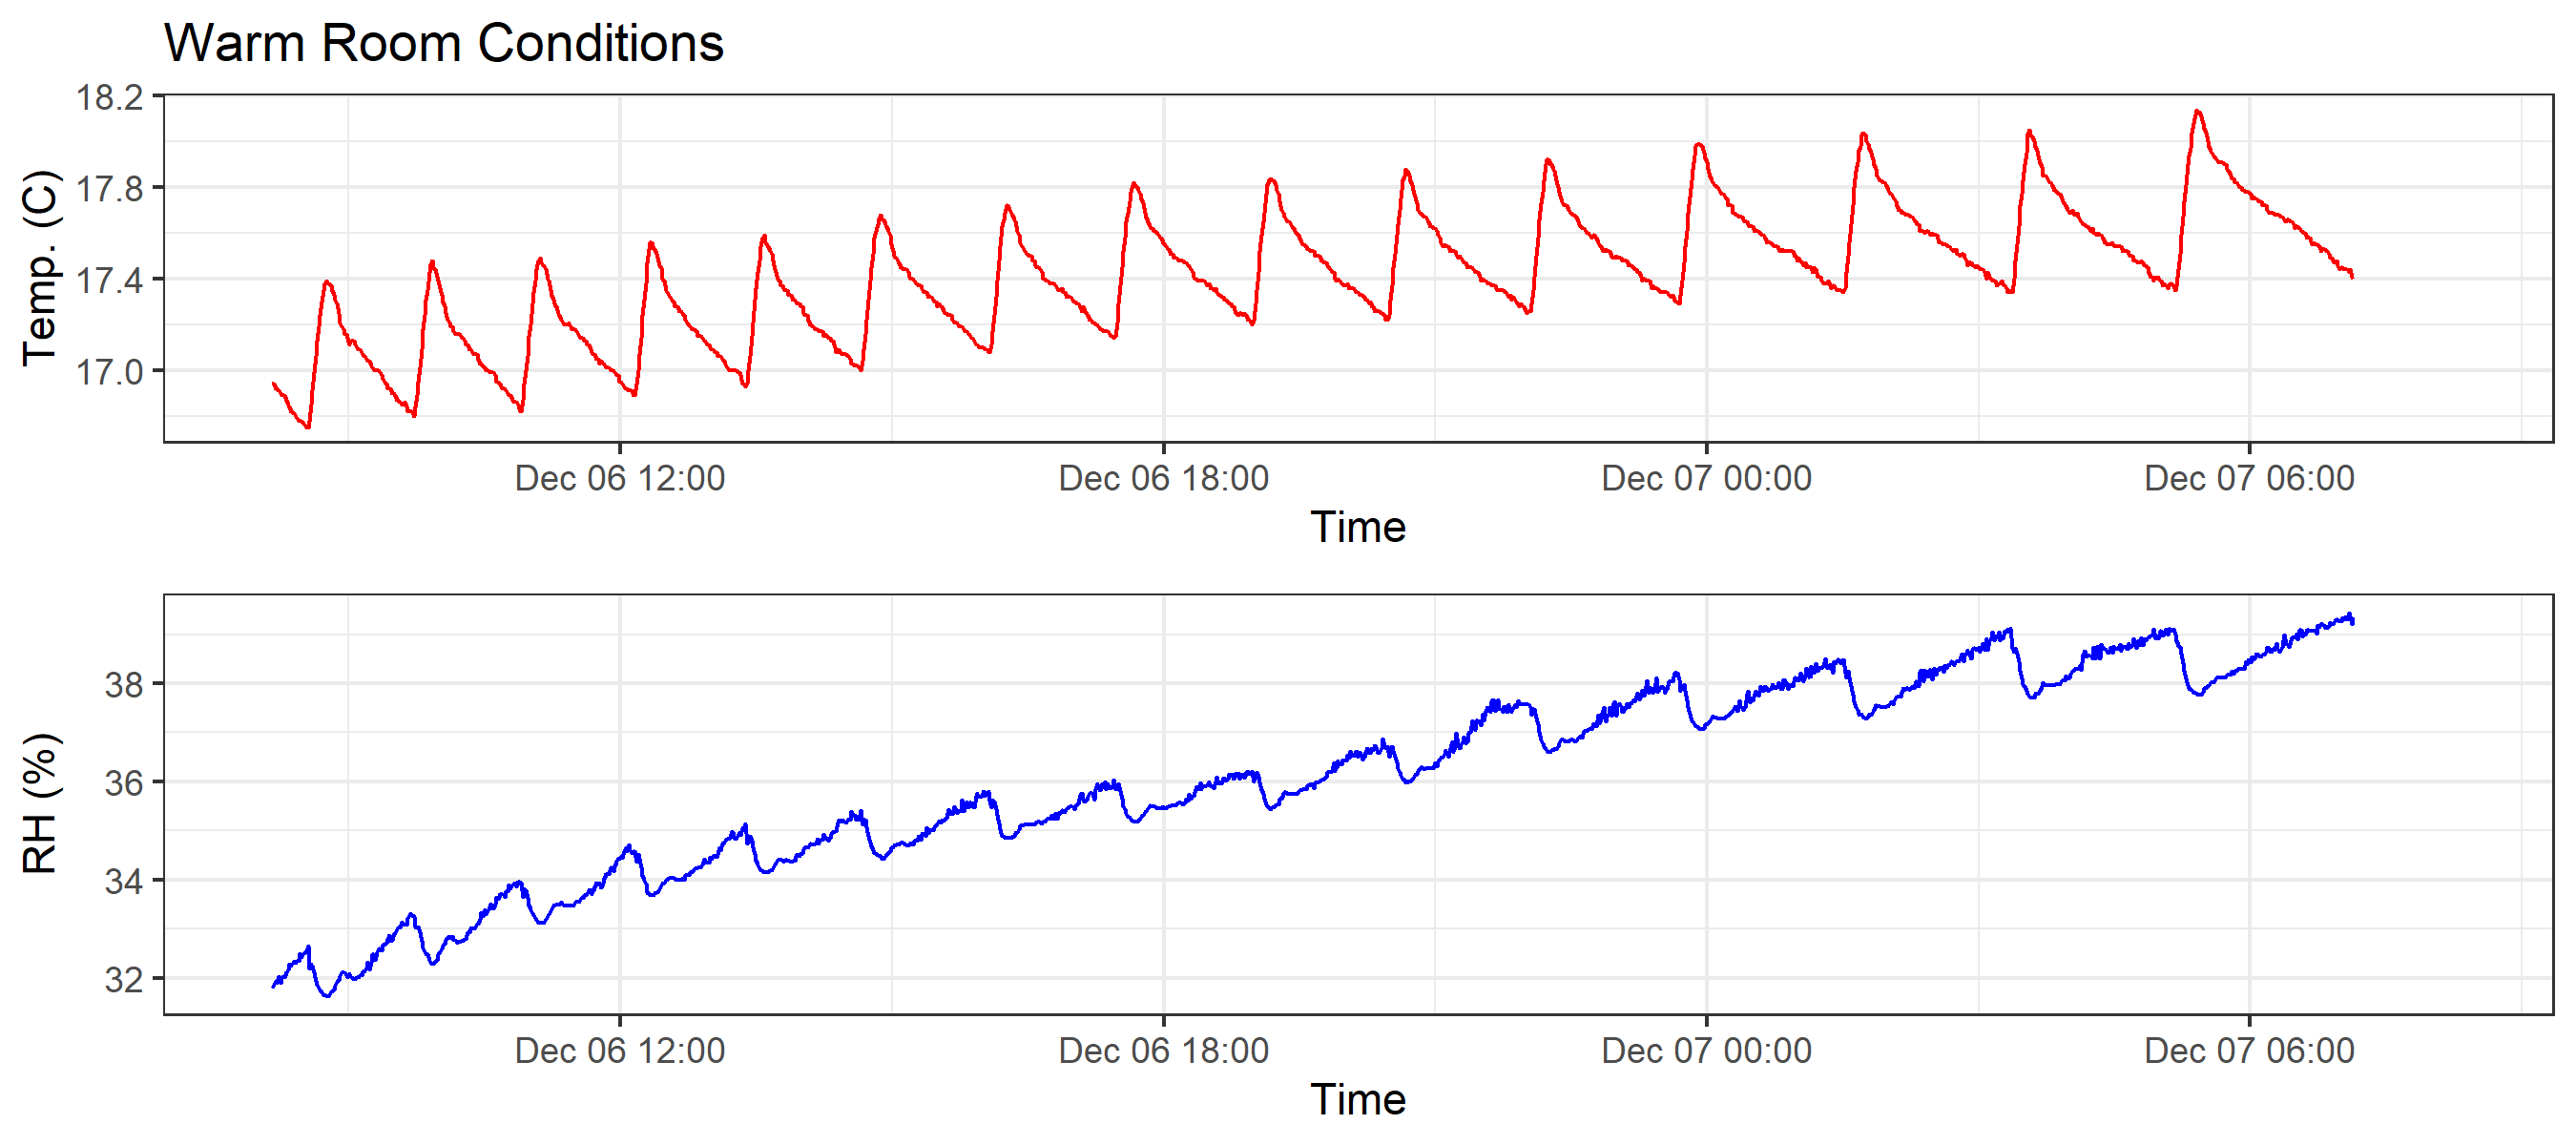 Warm Room Conditions
18.2
17.8
17.4
17.0
Temp. (C)
Dec 06 12:00 Dec 06 18:00 Dec 07 00:00 Dec 07 06:00
Time
38
36
34
32
RH (%)
Dec 06 12:00 Dec 06 18:00 Dec 07 00:00 Dec 07 06:00
Time